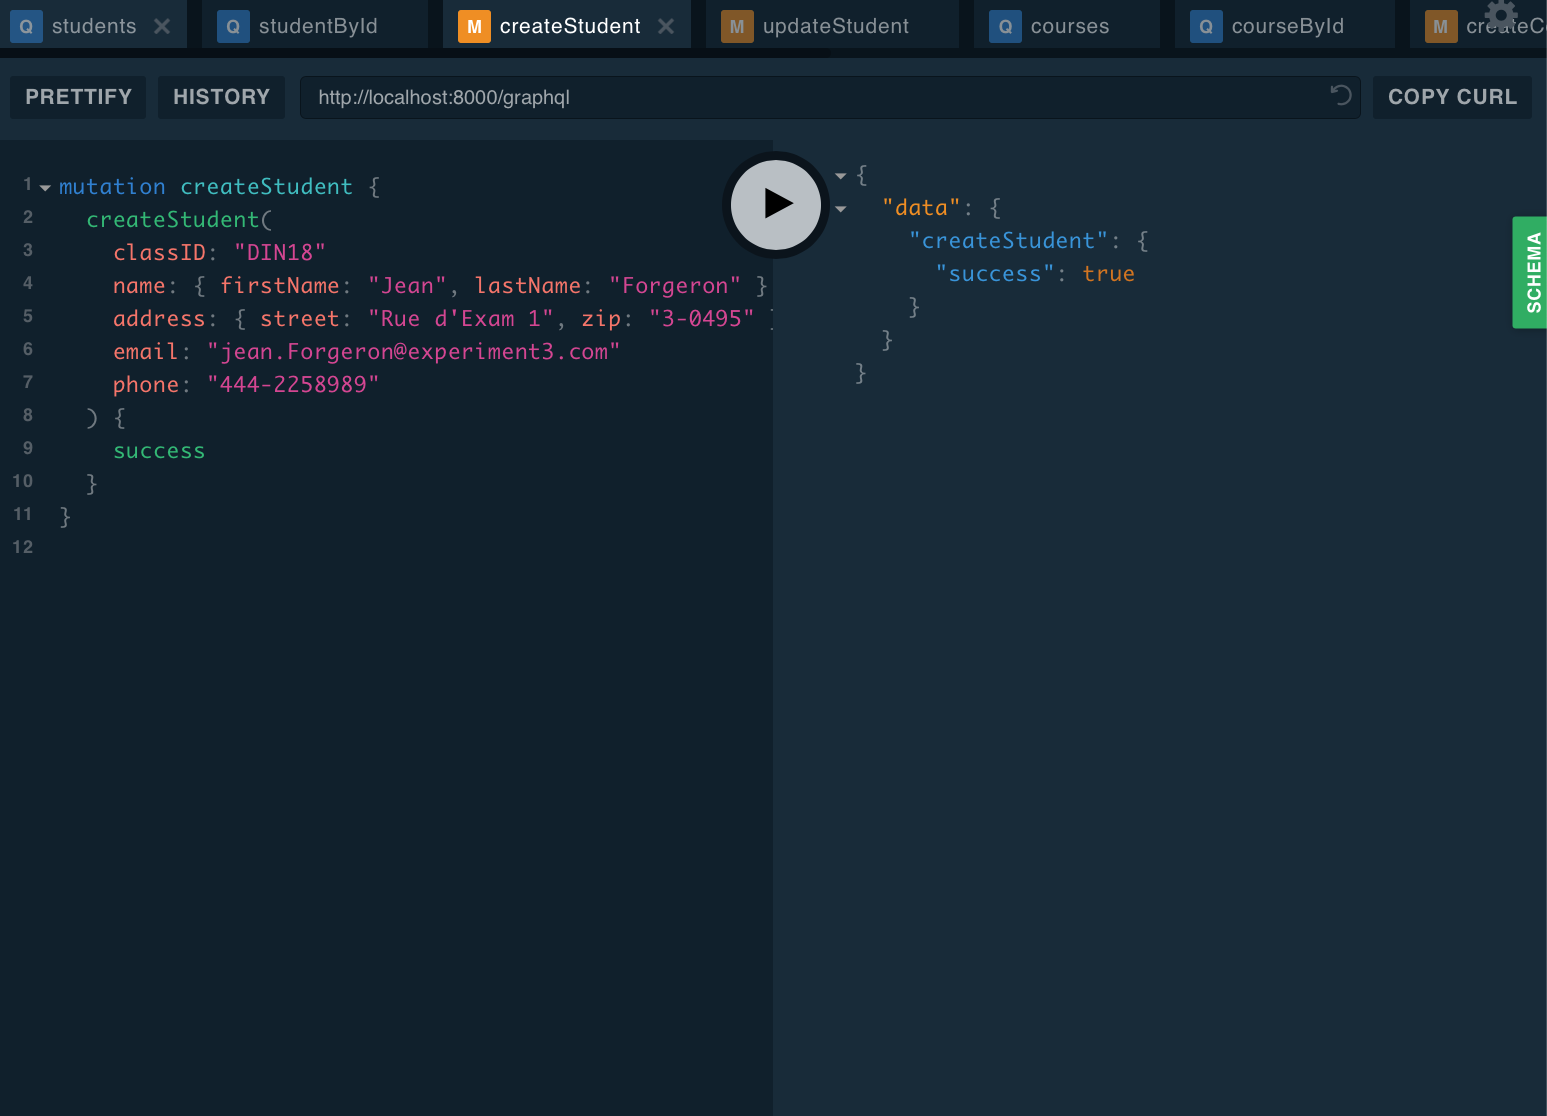 Q students Q studentById M createStudent M updateStudent Q courses Q courseById M createCo
PRETTIFY HISTORY http://localhost:8000/graphql COPY CURL
1 mutation createStudent {
2 createStudent(
3 classID: "DIN18"
4 name: { firstName: "Jean", lastName: "Forgeron" }
5 address: { street: "Rue d'Exam 1", zip: "3-0495" }
6 email: "jean.Forgeron@experiment3.com"
7 phone: "444-2258989"
8 ) {
9 success
10 }
11 }
12
{
"data": {
"createStudent": {
"success": true
}
}
}
SCHEMA